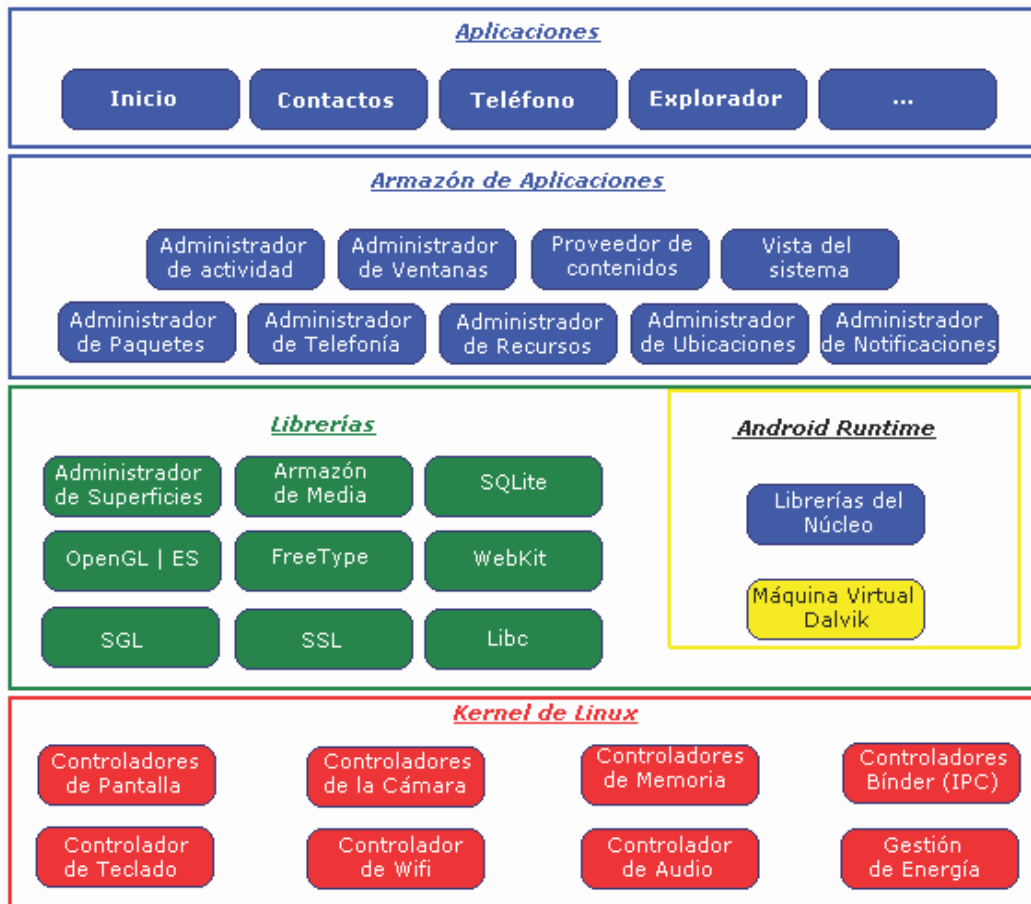 Aplicaciones
Inicio
Contactos
Teléfono
Explorador
...
Armazón de Aplicaciones
Administrador
de actividad
Administrador
de Ventanas
Proveedor de
contenidos
Vista del
sistema
Administrador
de Paquetes
Administrador
de Telefonía
Administrador
de Recursos
Administrador
de Ubicaciones
Administrador
de Notificaciones
Librerías
Administrador
de Superficies
Armazón
de Media
SQLite
OpenGL | ES
FreeType
WebKit
SGL
SSL
Libc
Android Runtime
Librerías del
Núcleo
Máquina Virtual
Dalvik
Kernel de Linux
Controladores
de Pantalla
Controladores
de la Cámara
Controladores
de Memoria
Controladores
Bínder (IPC)
Controlador
de Teclado
Controlador
de Wifi
Controlador
de Audio
Gestión
de Energía